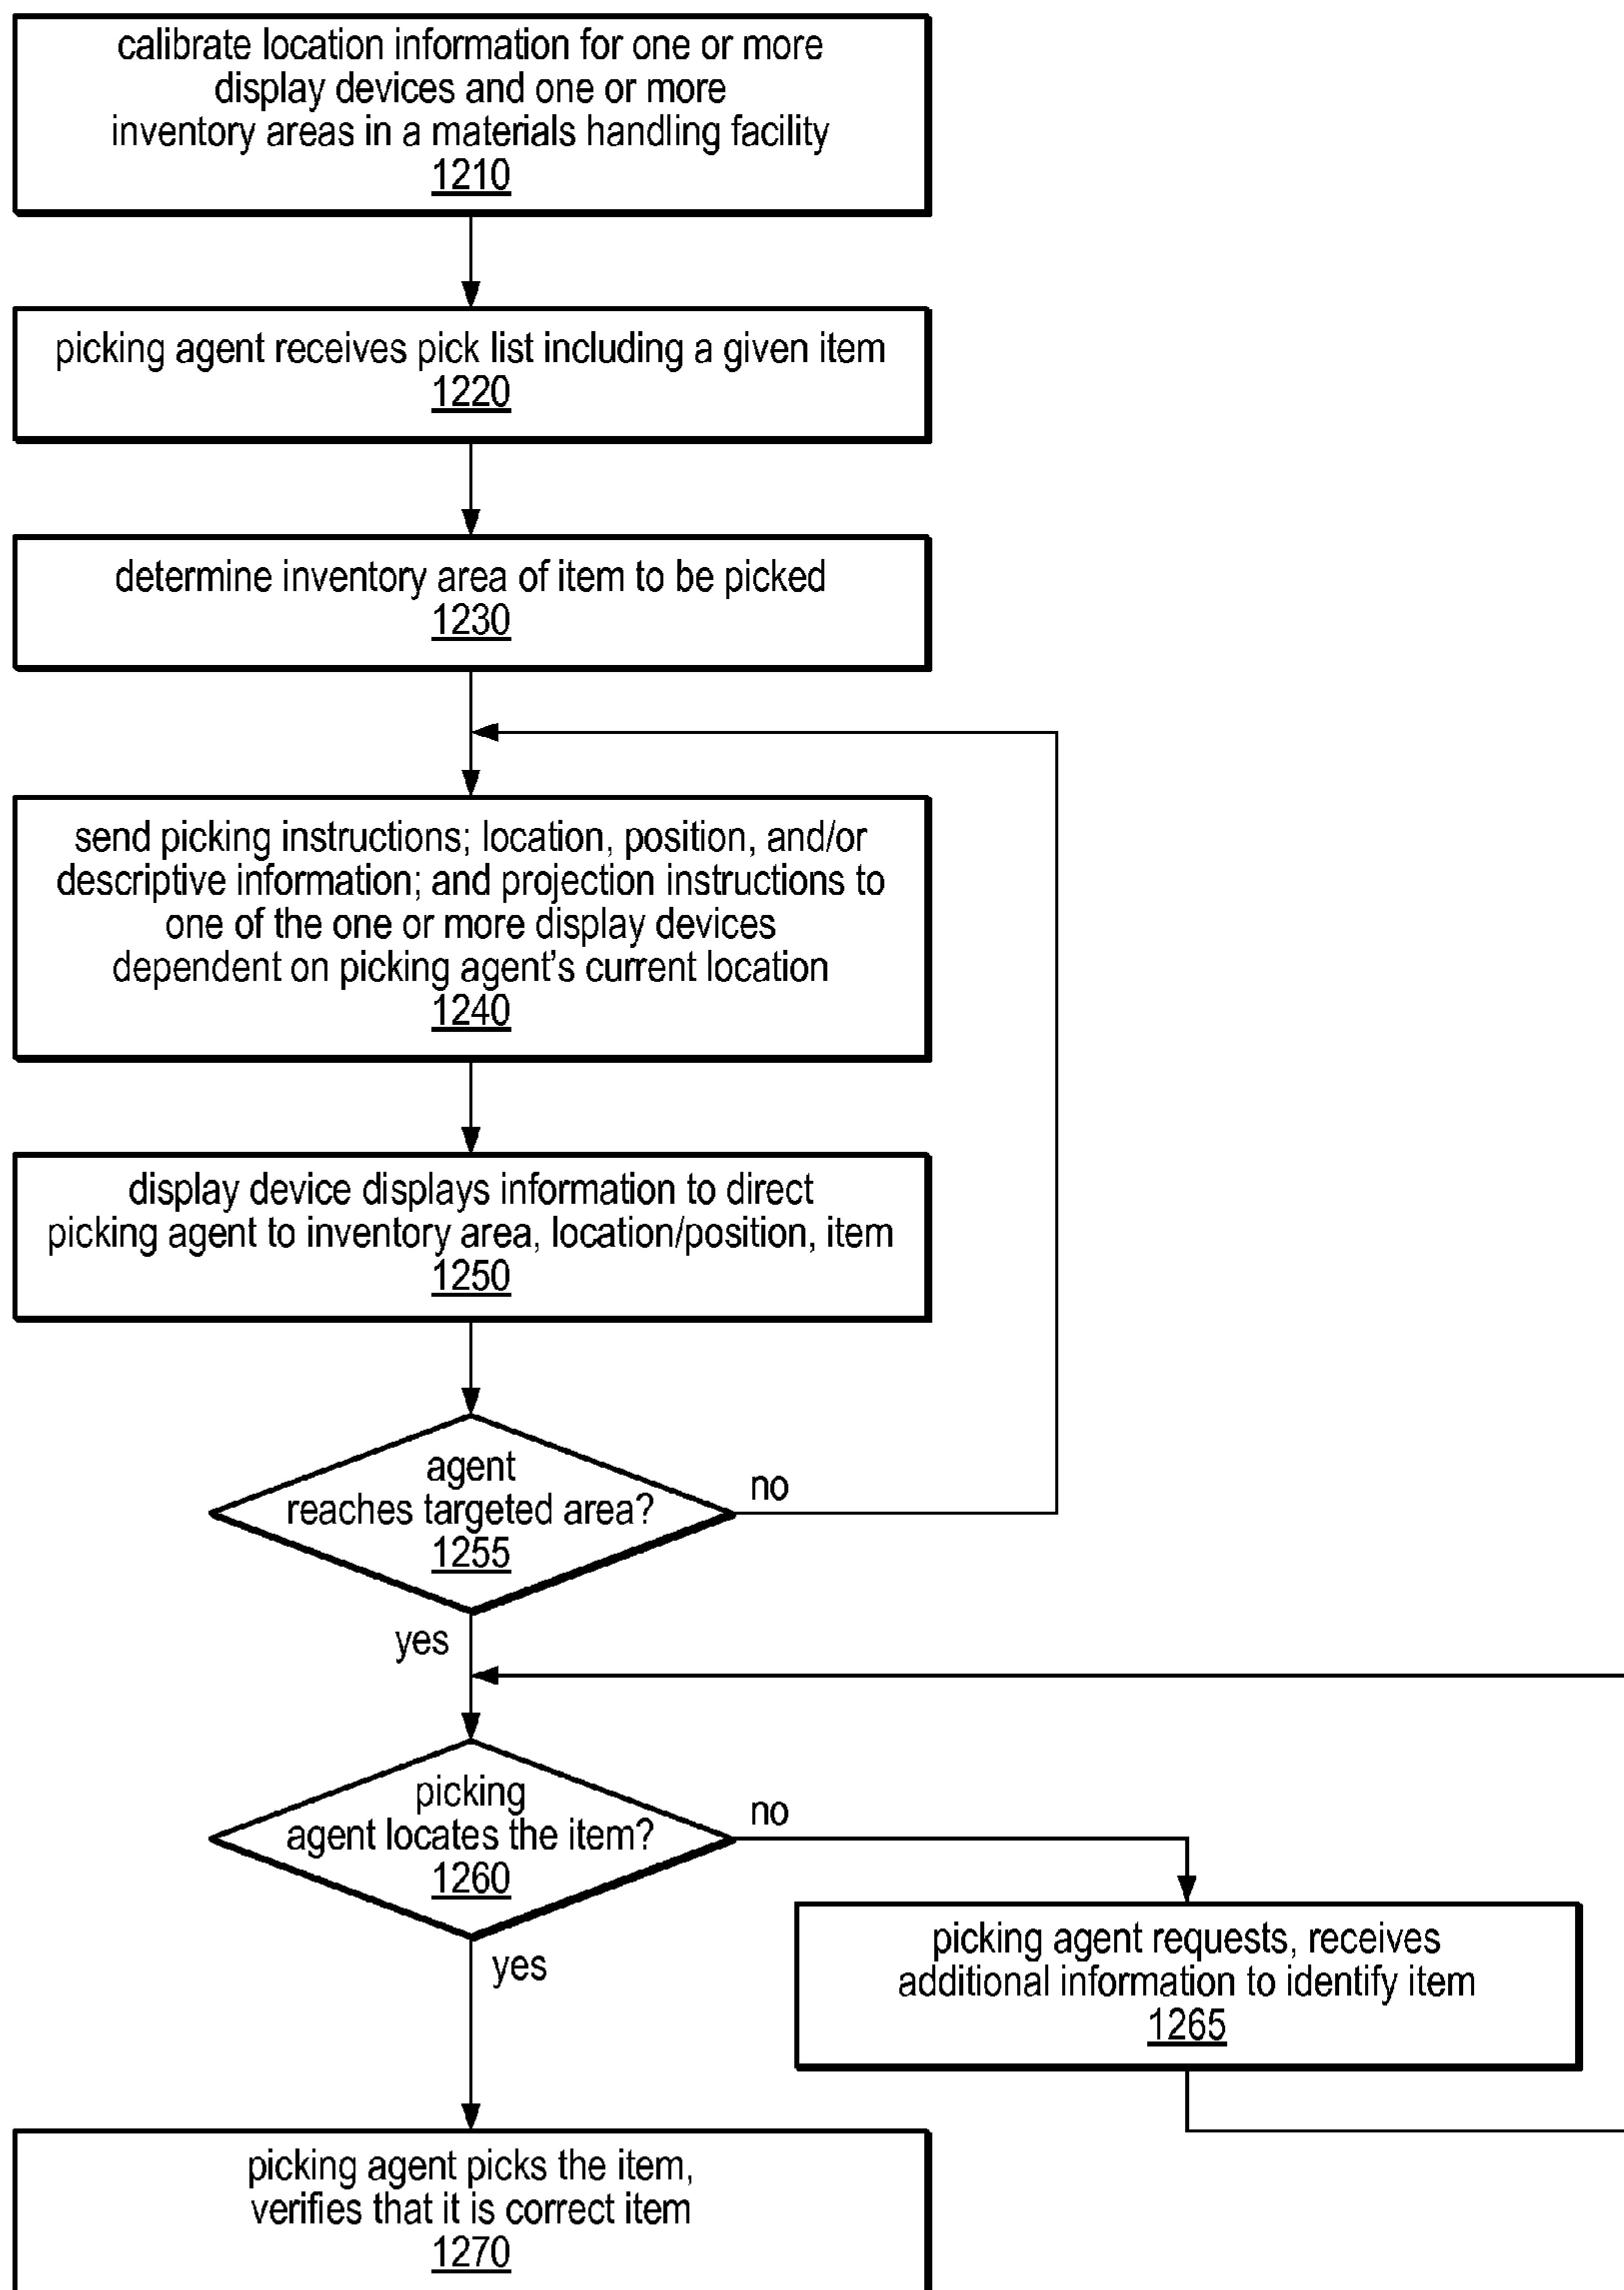 calibrate location information for one or more
display devices and one or more
inventory areas in a materials handling facility
1210
picking agent receives pick list including a given item
1220
determine inventory area of item to be picked
1230
send picking instructions; location, position, and/or
descriptive information; and projection instructions to
one of the one or more display devices
dependent on picking agent's current location
1240
display device displays information to direct
picking agent to inventory area, location/position, item
1250
agent
reaches targeted area?
1255
no
yes
picking
agent locates the item?
1260
no
yes
picking agent requests, receives
additional information to identify item
1265
picking agent picks the item,
verifies that it is correct item
1270